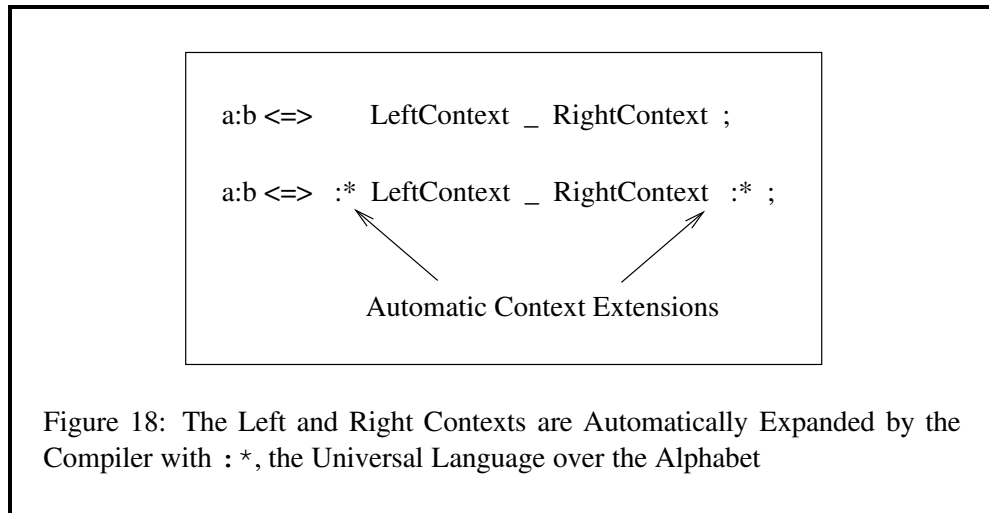 a:b <=> LeftContext _ RightContext ;
a:b <=> :* LeftContext _ RightContext :* ;
Automatic Context Extensions
Figure 18: The Left and Right Contexts are Automatically Expanded by the
Compiler with :*, the Universal Language over the Alphabet